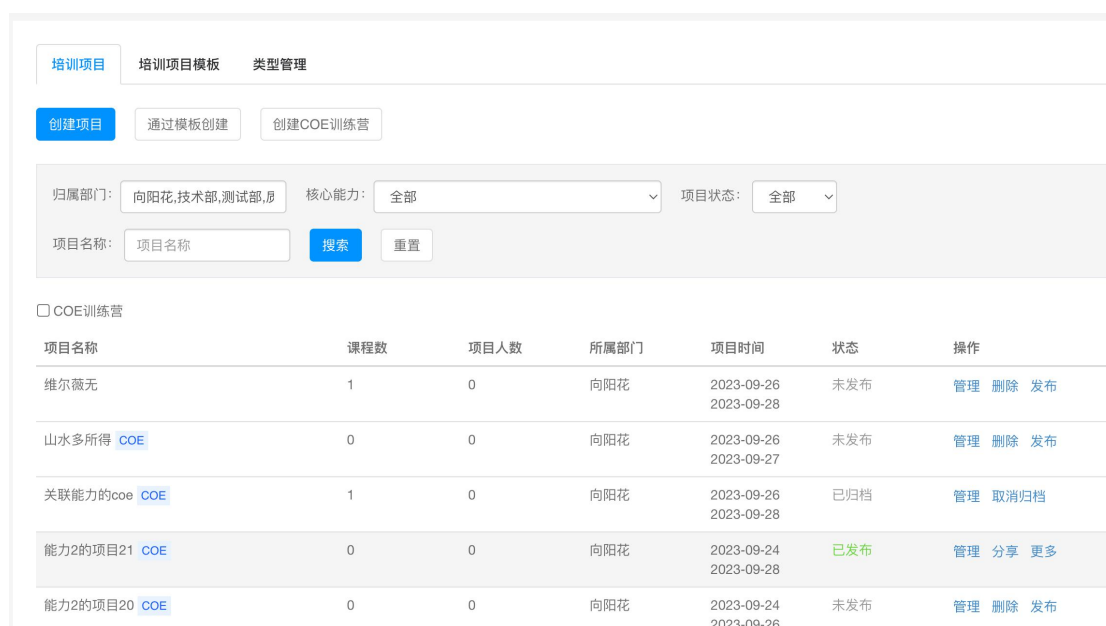 培训项目 培训项目模板 类型管理
创建项目 通过模板创建 创建COE训练营
归属部门: 向阳花,技术部,测试部, 核心能力: 全部 项目状态: 全部
项目名称: 项目名称 搜索 重置
COE训练营
项目名称 课程数 项目人数 所属部门 项目时间 状态 操作
维尔薇无 1 0 向阳花 2023-09-26 未发布 管理 删除 发布
2023-09-28
山水多所得 COE 0 0 向阳花 2023-09-26 未发布 管理 删除 发布
2023-09-27
关联能力的coe COE 1 0 向阳花 2023-09-26 已归档 管理 取消归档
2023-09-28
能力2的项目21 COE 0 0 向阳花 2023-09-24 已发布 管理 分享 更多
2023-09-28
能力2的项目20 COE 0 0 向阳花 2023-09-24 未发布 管理 删除 发布
2023-09-26